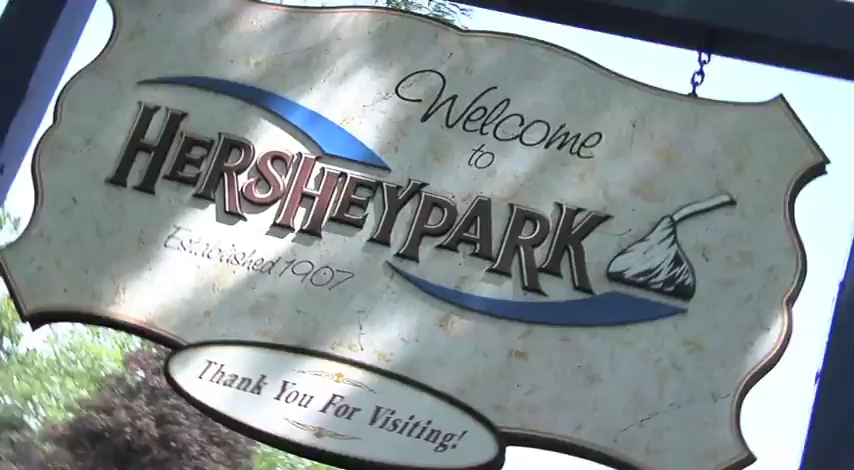 Welcome
to
HERSHEYPARK
Established 1907
Thank You For Visiting!